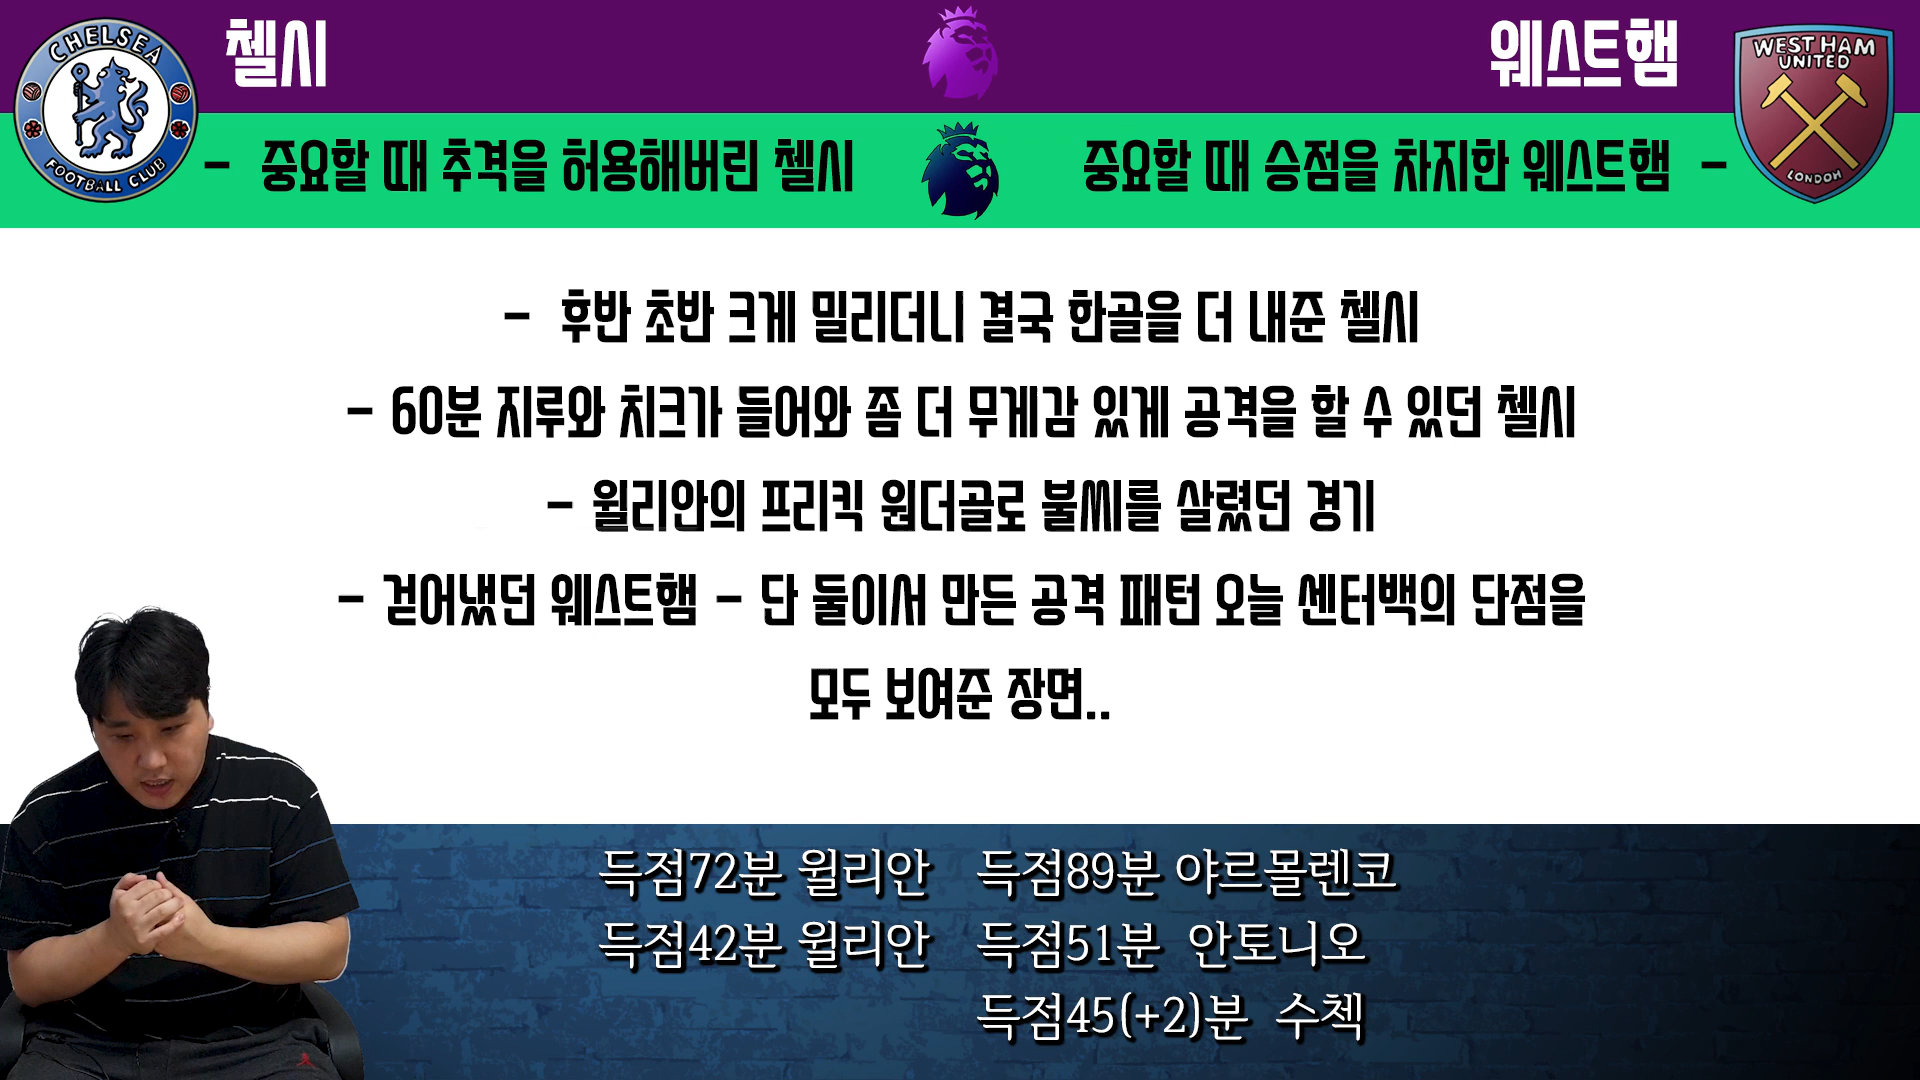 CHELSEA
FOOTBALL CLUB
첼시
웨스트햄
WEST HAM
UNITED
LONDON
- 중요할 때 추격을 허용해버린 첼시
중요할 때 승점을 차지한 웨스트햄 -
- 후반 초반 크게 밀리더니 결국 한골을 더 내준 첼시
- 60분 지루와 치크가 들어와 좀 더 무게감 있게 공격을 할 수 있던 첼시
- 윌리안의 프리킥 원더골로 불씨를 살렸던 경기
- 걷어냈던 웨스트햄 - 단 둘이서 만든 공격 패턴 오늘 센터백의 단점을
모두 보여준 장면..
득점72분 윌리안
득점42분 윌리안
득점89분 야르몰렌코
득점51분 안토니오
득점45(+2)분 수첵